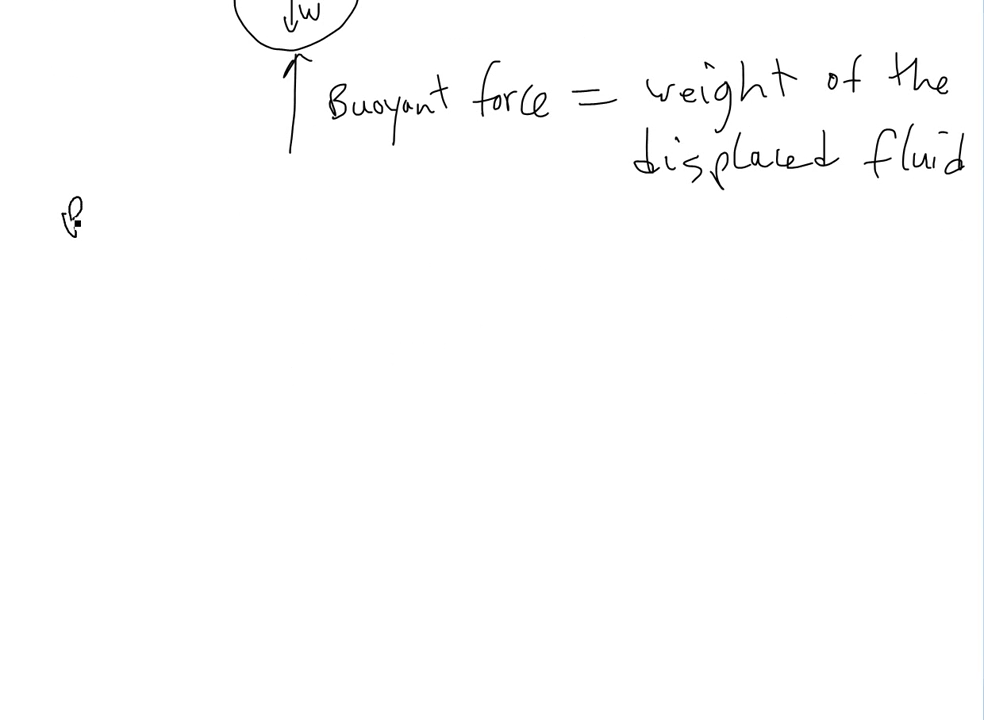 ↓W
Buoyant force = weight of the
displaced fluid